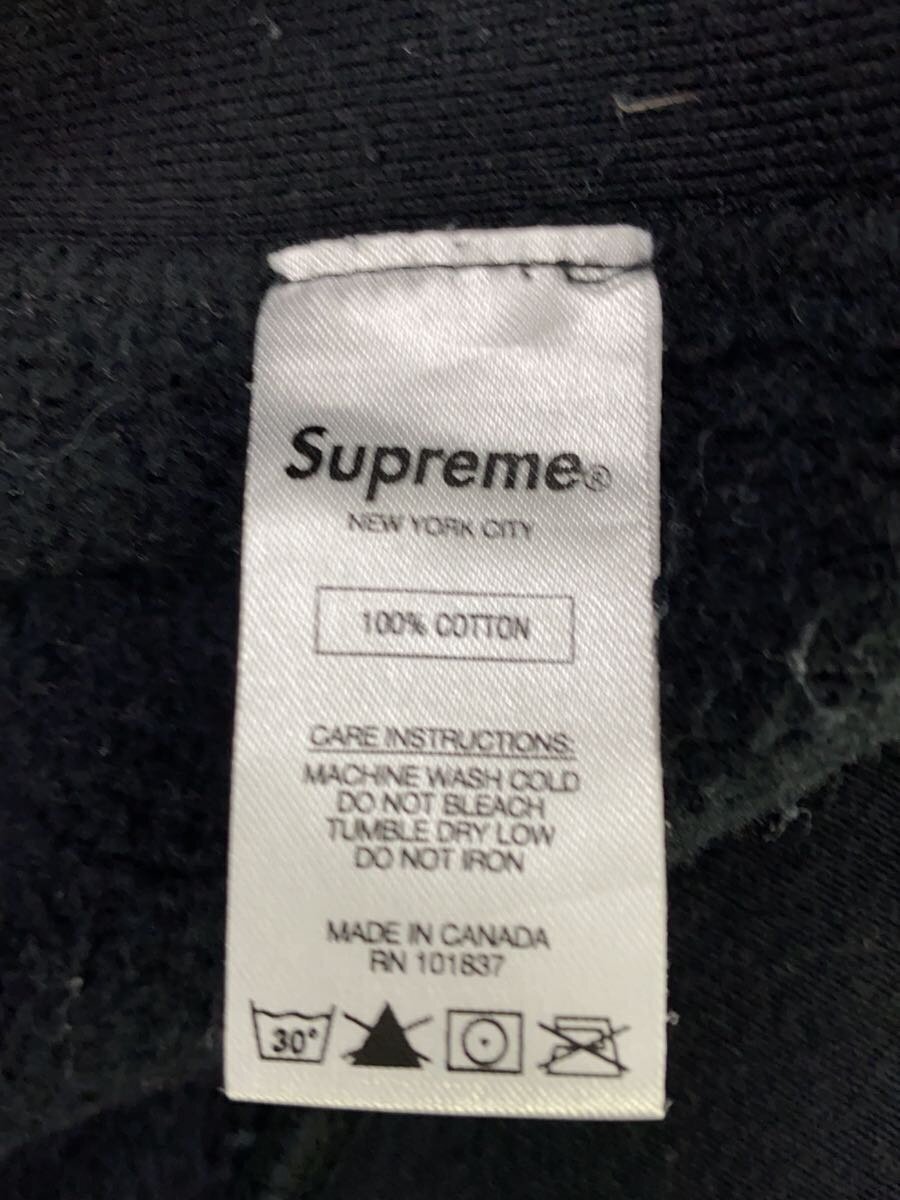 Supreme®
NEW YORK CITY
100% COTTON
CARE INSTRUCTIONS:
MACHINE WASH COLD
DO NOT BLEACH
TUMBLE DRY LOW
DO NOT IRON
MADE IN CANADA
RN 101837
30°